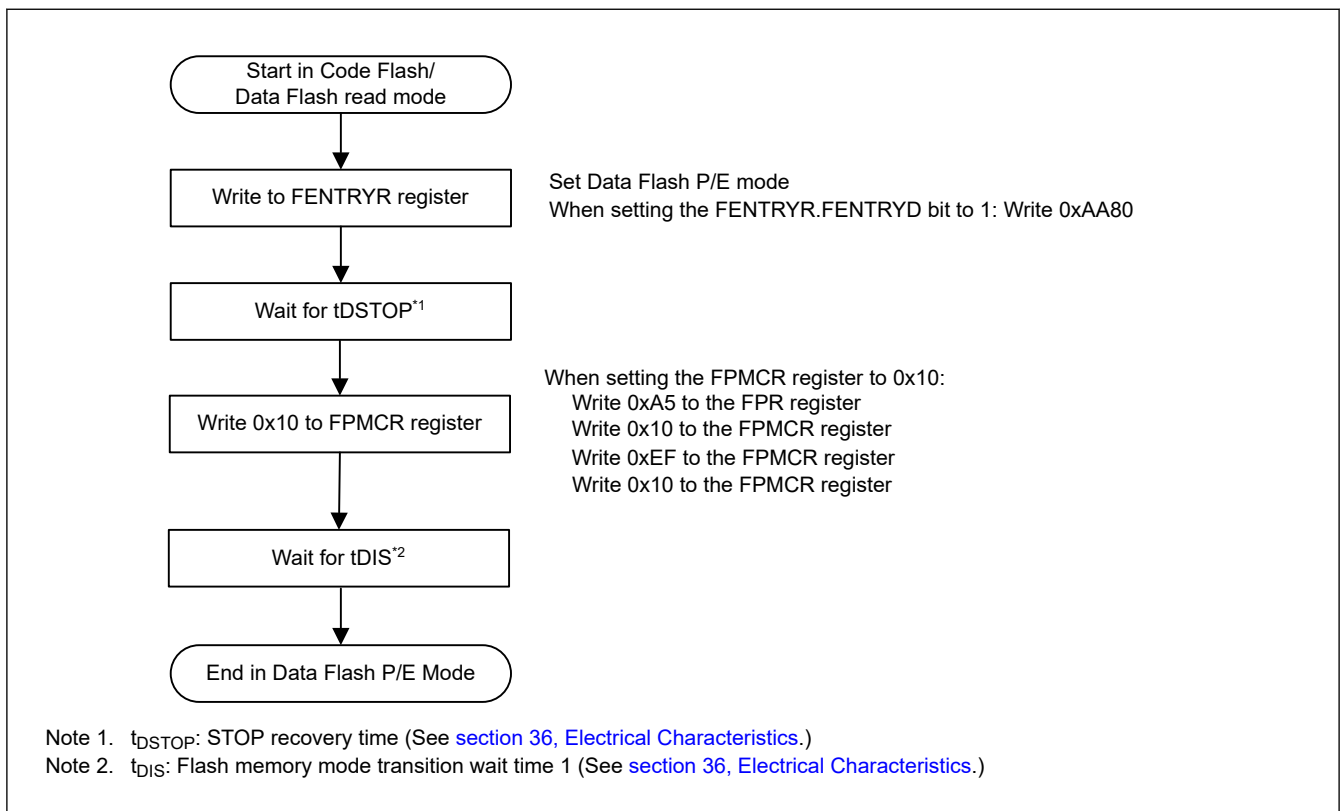 Start in Code Flash/
Data Flash read mode
Write to FENTRYR register
Set Data Flash P/E mode
When setting the FENTRYR.FENTRYD bit to 1: Write 0xAA80
Wait for tDSTOP*1
When setting the FPMCR register to 0x10:
Write 0xA5 to the FPR register
Write 0x10 to FPMCR register
Write 0x10 to the FPMCR register
Write 0xEF to the FPMCR register
Write 0x10 to the FPMCR register
Wait for tDIS*2
End in Data Flash P/E Mode
Note 1. tDSTOP: STOP recovery time (See section 36, Electrical Characteristics.)
Note 2. tDIS: Flash memory mode transition wait time 1 (See section 36, Electrical Characteristics.)